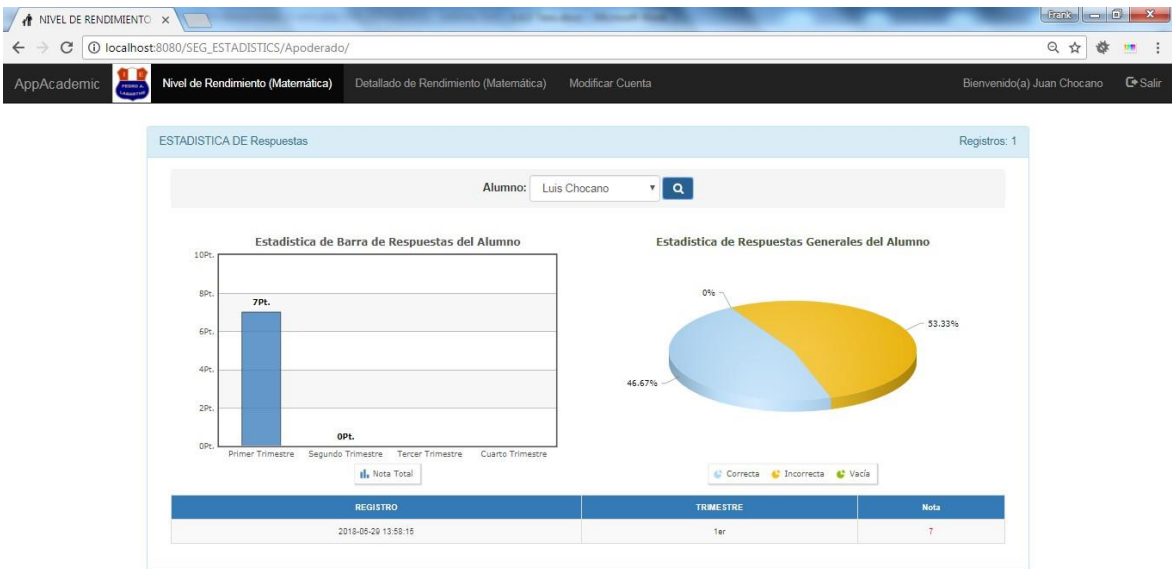 NIVEL DE RENDIMIENTO
Frank
localhost:8080/SEG_ESTADISTICS/Apoderado/
AppAcademic
PEDRO A.
Nivel de Rendimiento (Matemática)
Detallado de Rendimiento (Matemática)
Modificar Cuenta
Bienvenido(a) Juan Chocano
Salir
ESTADISTICA DE Respuestas
Registros: 1
Alumno: Luis Chocano
Estadistica de Barra de Respuestas del Alumno
10Pt.
8Pt.
6Pt.
4Pt.
2Pt.
0Pt.
7Pt.
0Pt.
Primer Trimestre Segundo Trimestre Tercer Trimestre Cuarto Trimestre
Nota Total
Estadistica de Respuestas Generales del Alumno
0%
53.33%
46.67%
Correcta Incorrecta Vacía
REGISTRO TRIMESTRE Nota
2018-05-29 13:58:15 1er 7